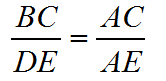 BC/DE = AC/AE